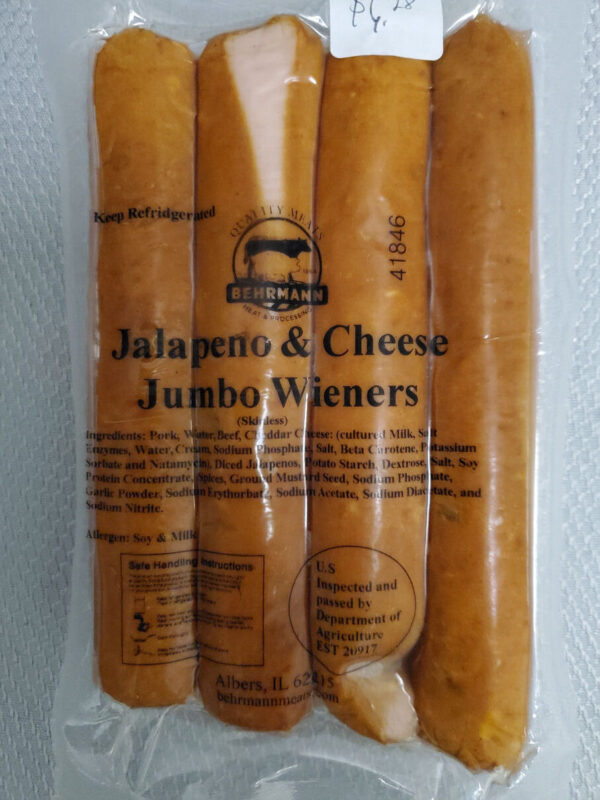 Keep Refrigerated
QUALITY MEATS
BEHRMANN
MEAT & PROCESSING
41846
Jalapeno & Cheese
Jumbo Wieners
(Skinless)
Ingredients: Pork, Water, Beef, Cheddar Cheese: (cultured Milk, Salt
Enzymes, Water, Cream, Sodium Phosphate, Salt, Beta Carotene, Potassium
Sorbate and Natamycin), Diced Jalapenos, Potato Starch, Dextrose, Salt, Soy
Protein Concentrate, Spices, Ground Mustard Seed, Sodium Phosphate,
Garlic Powder, Sodium Erythorbate, Sodium Acetate, Sodium Diacetate, and
Sodium Nitrite.
Allergen: Soy & Milk
Safe Handling Instructions
U.S
Inspected and
passed by
Department of
Agriculture
EST 20917
Albers, IL 62215
behrmannmeats.com